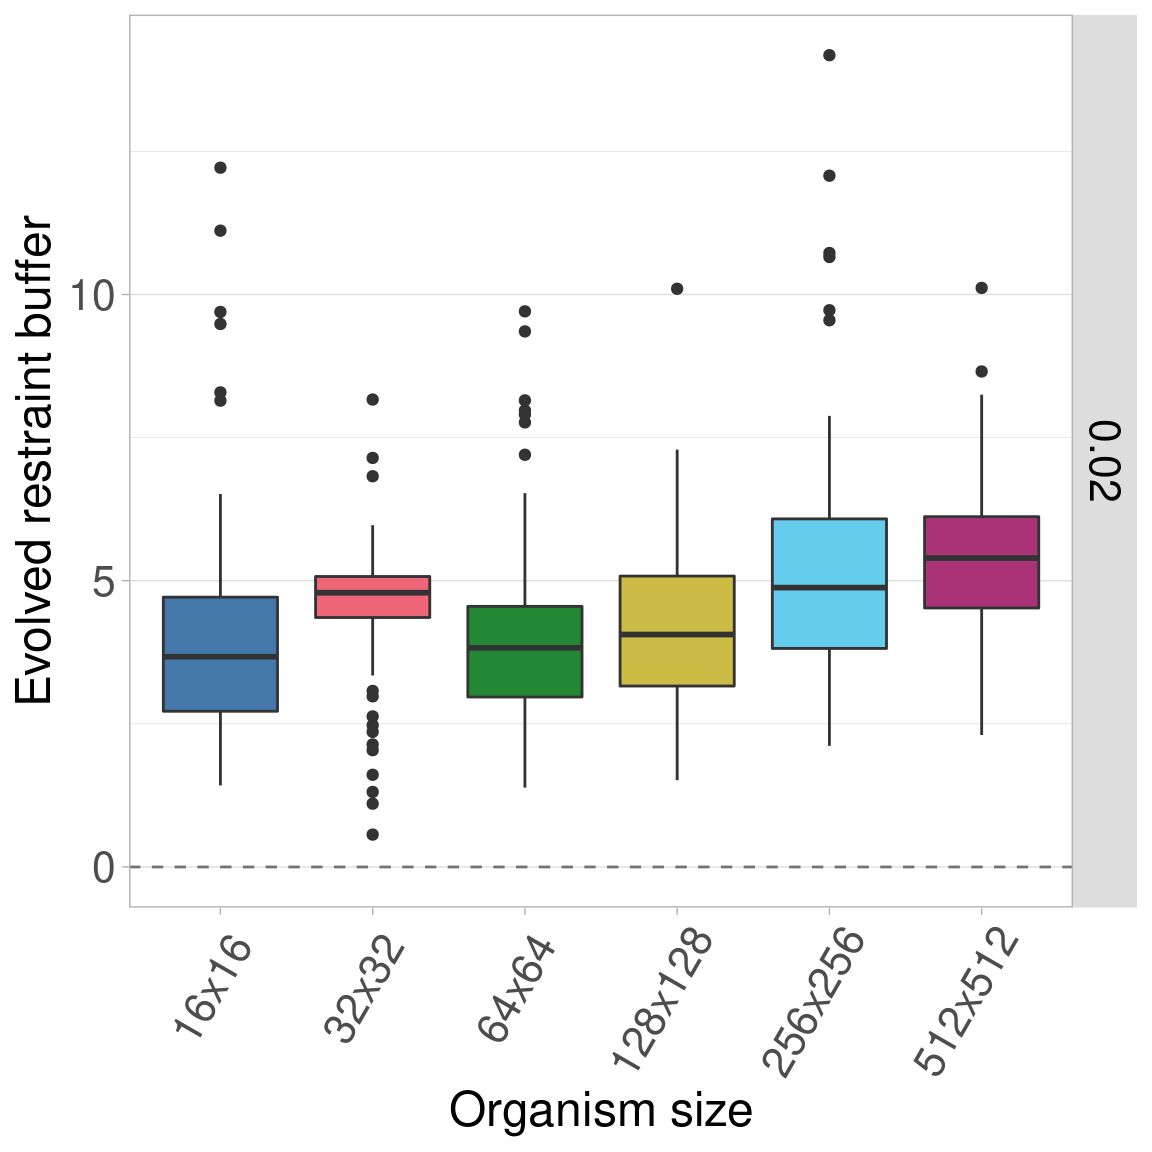 Evolved restraint buffer
10
5
0
0.02
16x16
32x32
64x64
128x128
256x256
512x512
Organism size